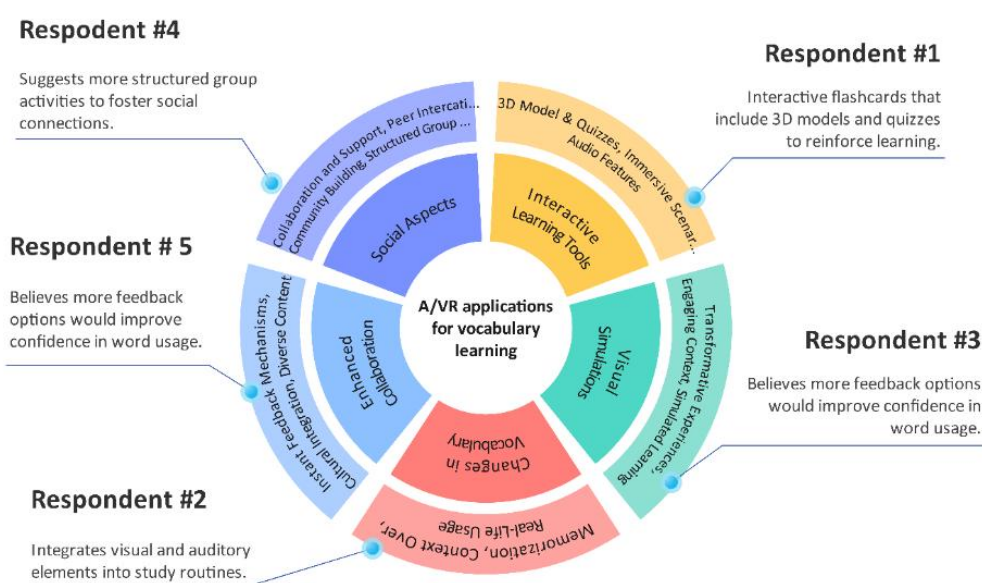 Respodent #4
Suggests more structured group
activities to foster social
connections.
Respondent #1
Interactive flashcards that
include 3D models and quizzes
to reinforce learning.
Collaboration and Support, Peer Intercati...
Community Building, Structured Group ...
3D Model & Quizzes, Immersive Scenar...
Audio Features
Social Aspects
Interactive
Learning Tools
Respondent # 5
Believes more feedback
options would improve
confidence in word usage.
Instant Feedback Mechanisms,
Cultural Integration, Diverse Content
Enhanced
Collaboration
A/VR applications
for vocabulary
learning
Visual
Simulations
Transformative Experiences,
Engaging Context, Simulated Learning
Respondent #3
Believes more feedback options
would improve confidence in
word usage.
Changes in
Vocabulary
Memorization, Context Over,
Real-Life Usage
Respondent #2
Integrates visual and auditory
elements into study routines.